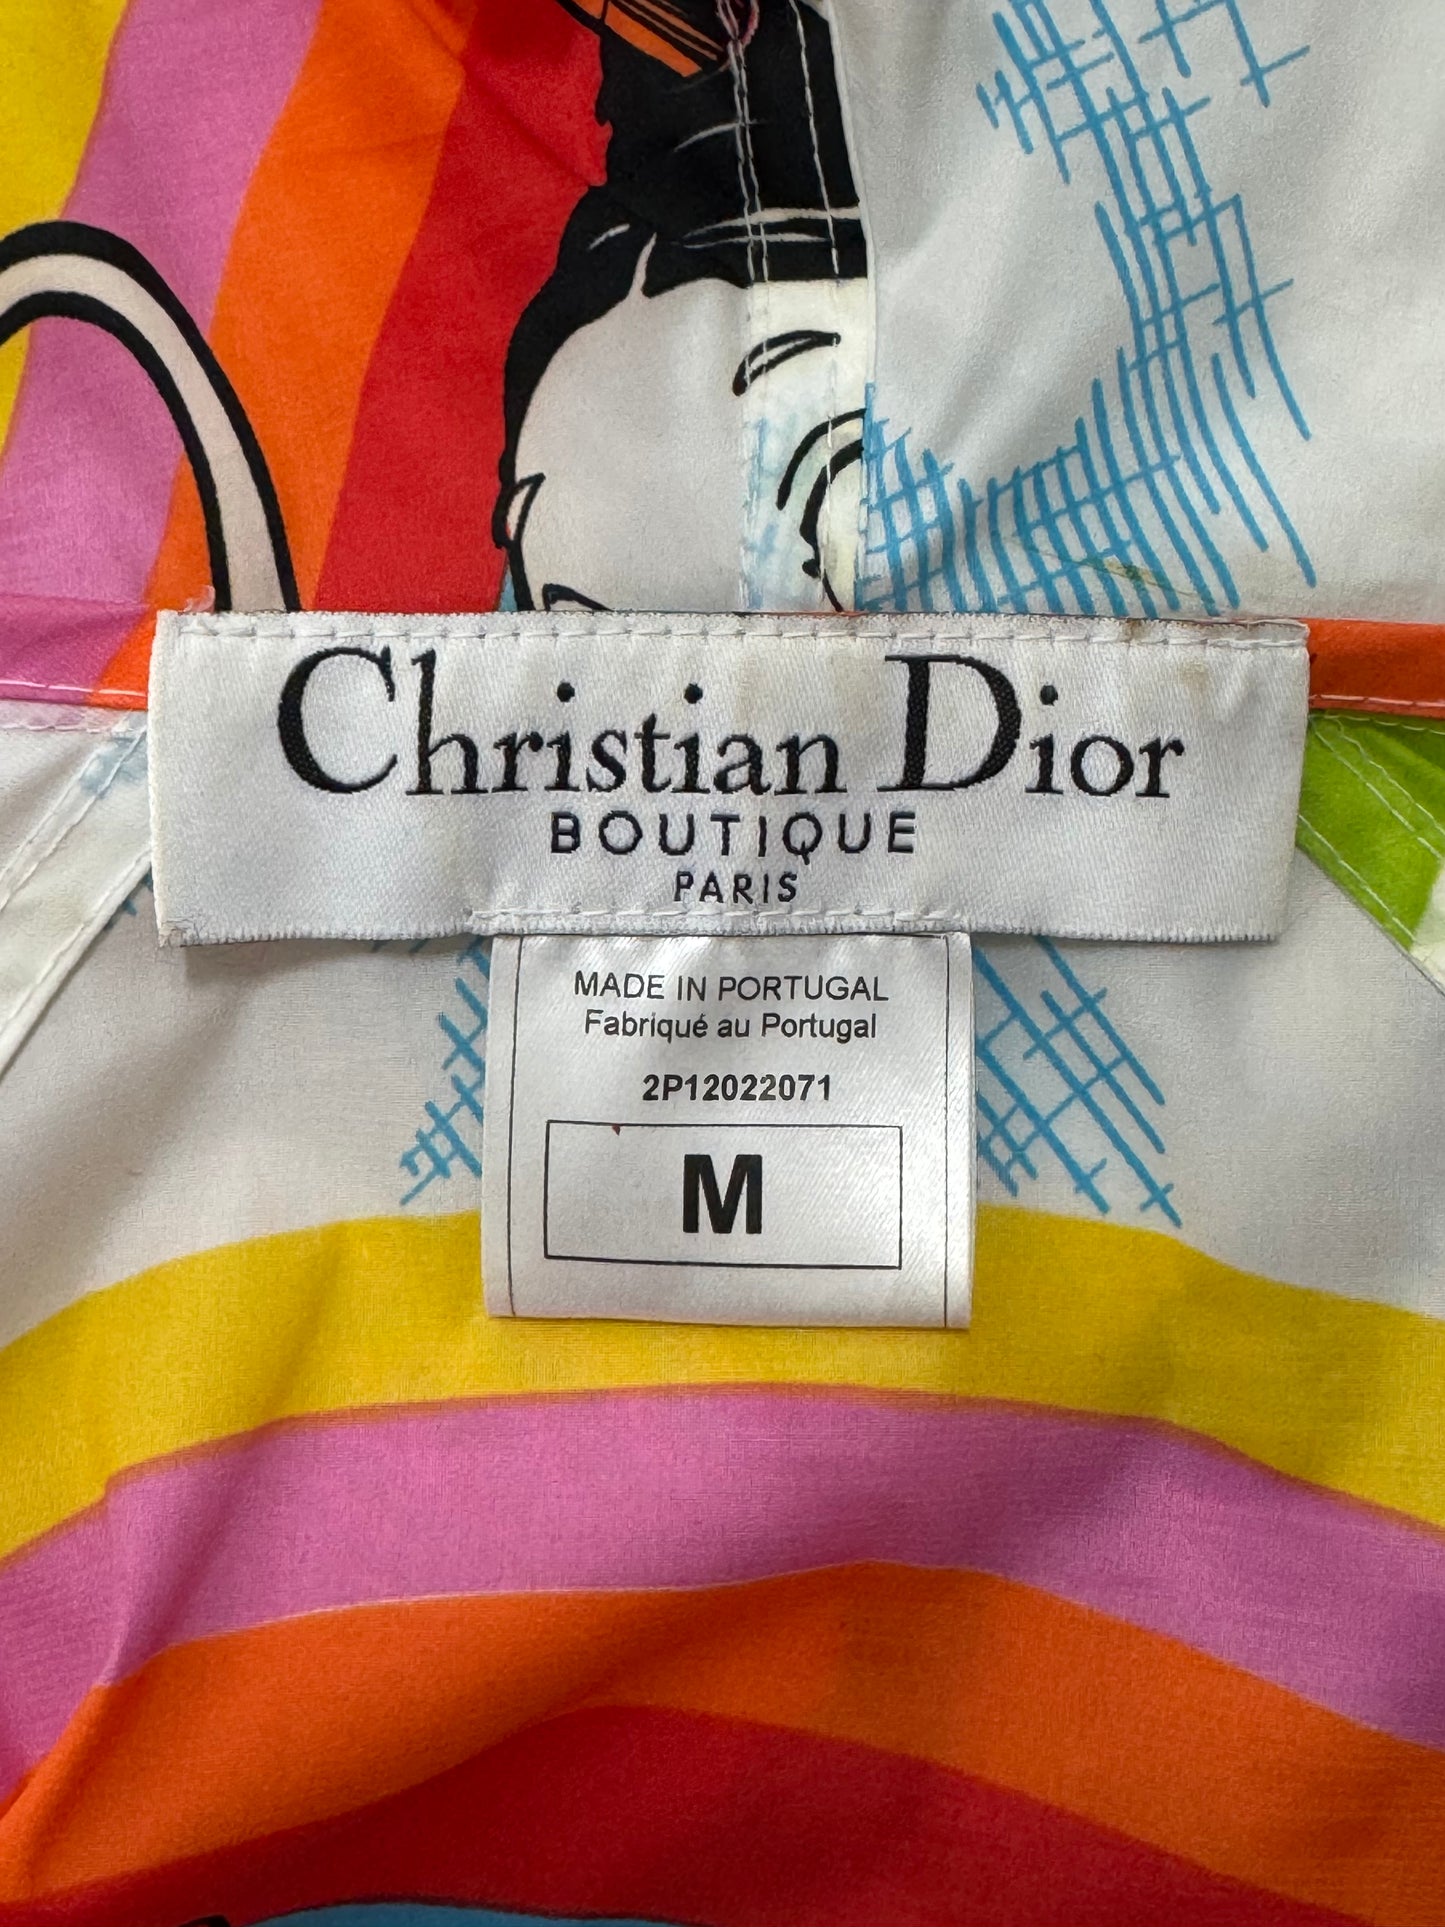 Christian Dior
BOUTIQUE
PARIS
MADE IN PORTUGAL
Fabriqué au Portugal
2P12022071
M